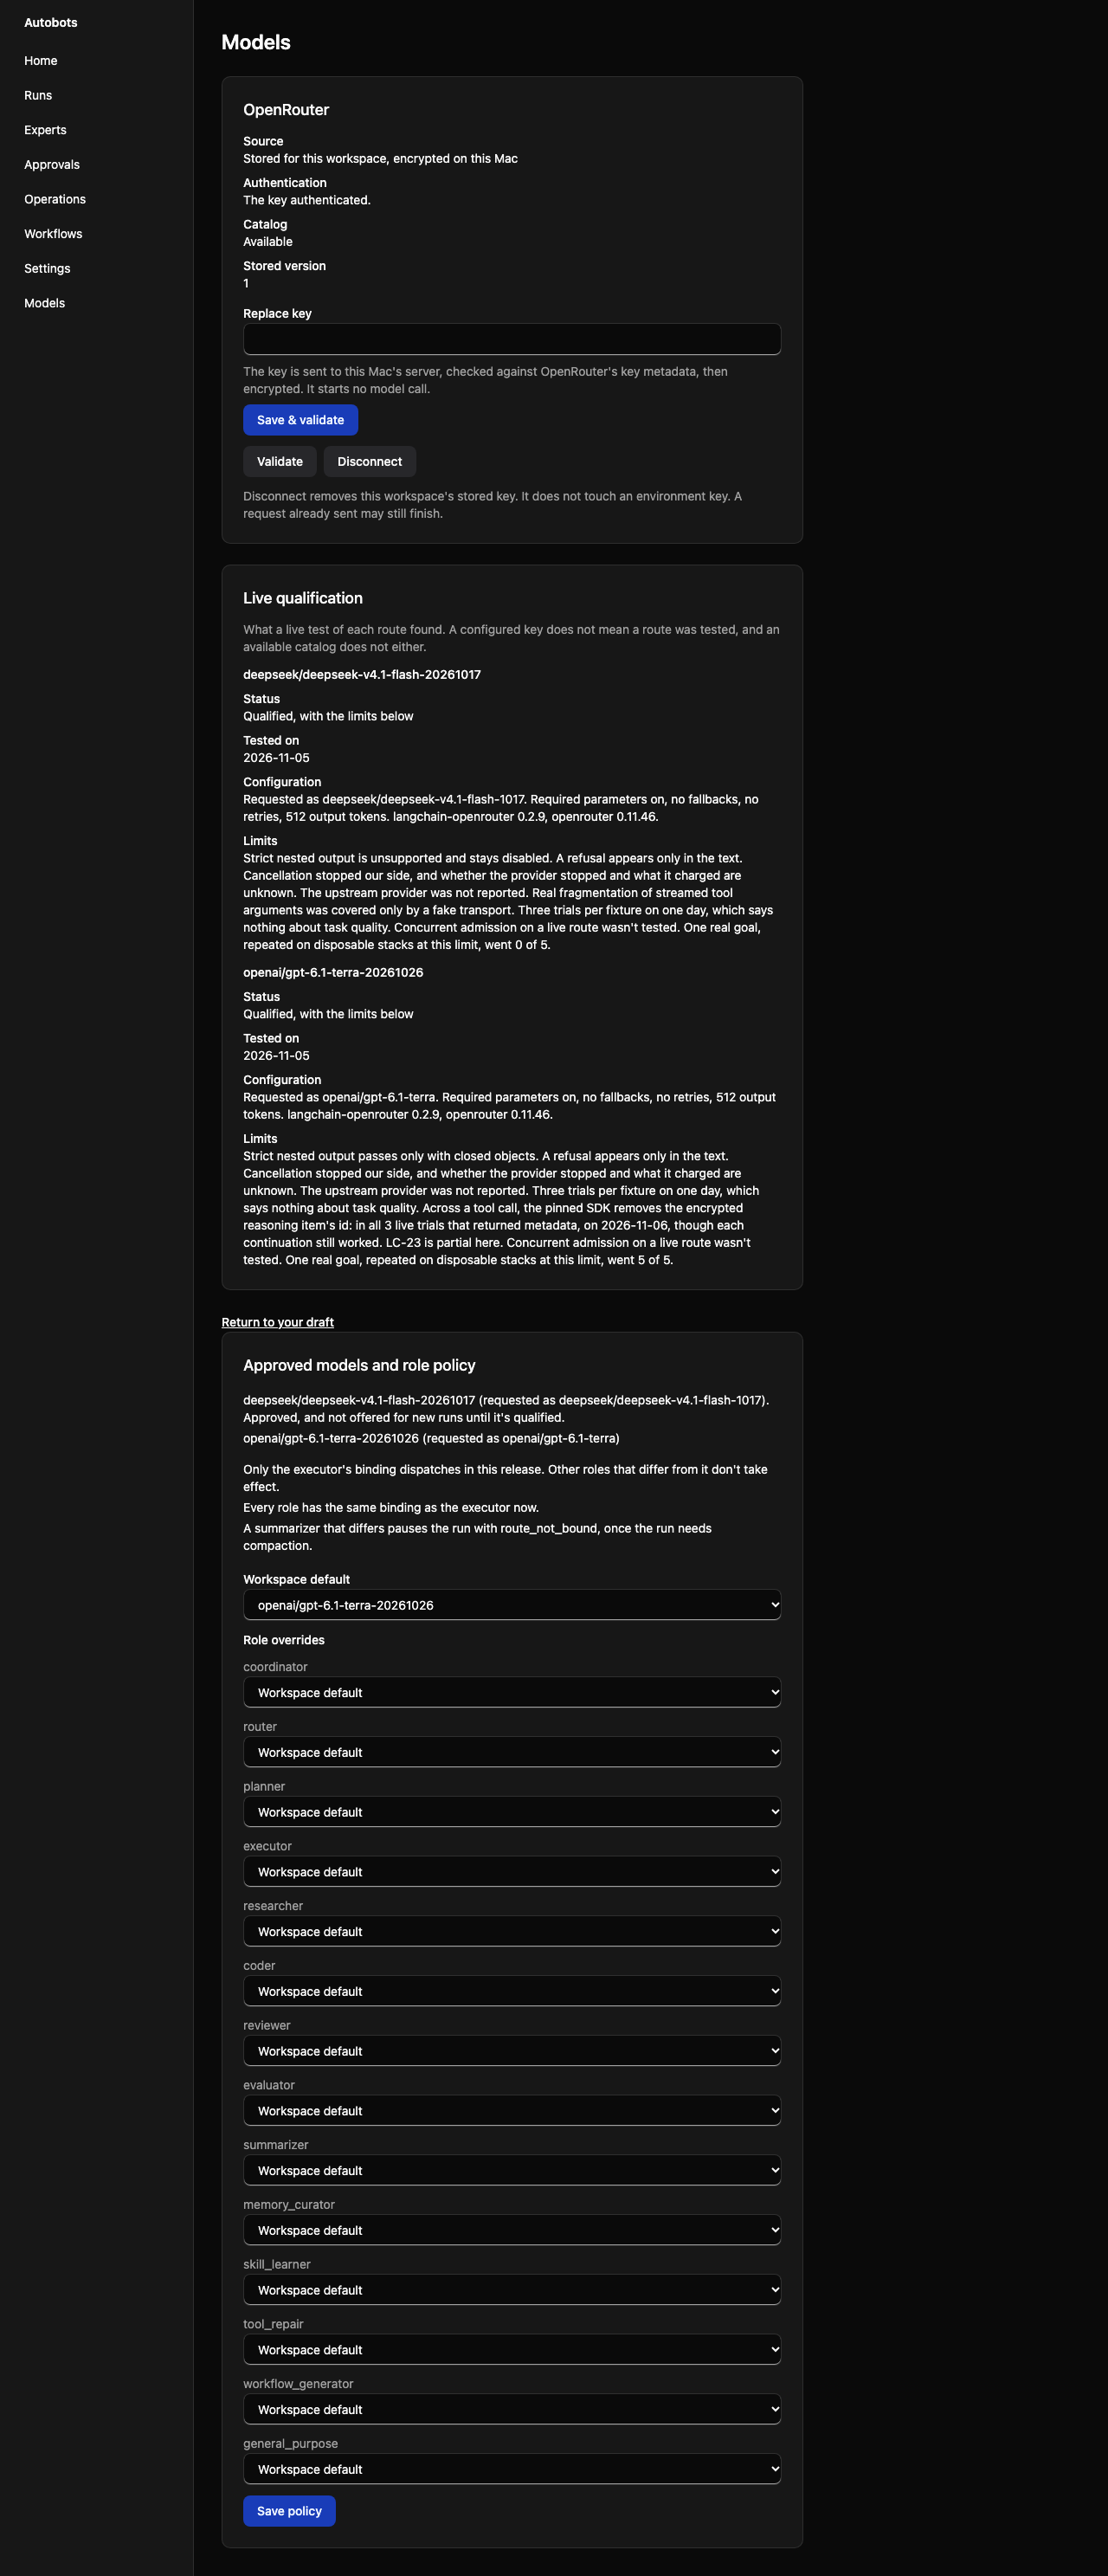 Autobots
Home
Runs
Experts
Approvals
Operations
Workflows
Settings
Models
Models
OpenRouter
Source
Stored for this workspace, encrypted on this Mac
Authentication
The key authenticated.
Catalog
Available
Stored version
1
Replace key
The key is sent to this Mac's server, checked against OpenRouter's key metadata, then
encrypted. It starts no model call.
Save & validate
Validate
Disconnect
Disconnect removes this workspace's stored key. It does not touch an environment key. A
request already sent may still finish.
Live qualification
What a live test of each route found. A configured key does not mean a route was tested, and an
available catalog does not either.
deepseek/deepseek-v4.1-flash-20261017
Status
Qualified, with the limits below
Tested on
2026-11-05
Configuration
Requested as deepseek/deepseek-v4.1-flash-1017. Required parameters on, no fallbacks, no
retries, 512 output tokens. langchain-openrouter 0.2.9, openrouter 0.11.46.
Limits
Strict nested output is unsupported and stays disabled. A refusal appears only in the text.
Cancellation stopped our side, and whether the provider stopped and what it charged are
unknown. The upstream provider was not reported. Real fragmentation of streamed tool
arguments was covered only by a fake transport. Three trials per fixture on one day, which says
nothing about task quality. Concurrent admission on a live route wasn't tested. One real goal,
repeated on disposable stacks at this limit, went 0 of 5.
openai/gpt-6.1-terra-20261026
Status
Qualified, with the limits below
Tested on
2026-11-05
Configuration
Requested as openai/gpt-6.1-terra. Required parameters on, no fallbacks, no retries, 512 output
tokens. langchain-openrouter 0.2.9, openrouter 0.11.46.
Limits
Strict nested output passes only with closed objects. A refusal appears only in the text.
Cancellation stopped our side, and whether the provider stopped and what it charged are
unknown. The upstream provider was not reported. Three trials per fixture on one day, which
says nothing about task quality. Across a tool call, the pinned SDK removes the encrypted
reasoning item's id: in all 3 live trials that returned metadata, on 2026-11-06, though each
continuation still worked. LC-23 is partial here. Concurrent admission on a live route wasn't
tested. One real goal, repeated on disposable stacks at this limit, went 5 of 5.
Return to your draft
Approved models and role policy
deepseek/deepseek-v4.1-flash-20261017 (requested as deepseek/deepseek-v4.1-flash-1017).
Approved, and not offered for new runs until it's qualified.
openai/gpt-6.1-terra-20261026 (requested as openai/gpt-6.1-terra)
Only the executor's binding dispatches in this release. Other roles that differ from it don't take
effect.
Every role has the same binding as the executor now.
A summarizer that differs pauses the run with route_not_bound, once the run needs
compaction.
Workspace default
openai/gpt-6.1-terra-20261026
Role overrides
coordinator
Workspace default
router
Workspace default
planner
Workspace default
executor
Workspace default
researcher
Workspace default
coder
Workspace default
reviewer
Workspace default
evaluator
Workspace default
summarizer
Workspace default
memory_curator
Workspace default
skill_learner
Workspace default
tool_repair
Workspace default
workflow_generator
Workspace default
general_purpose
Workspace default
Save policy